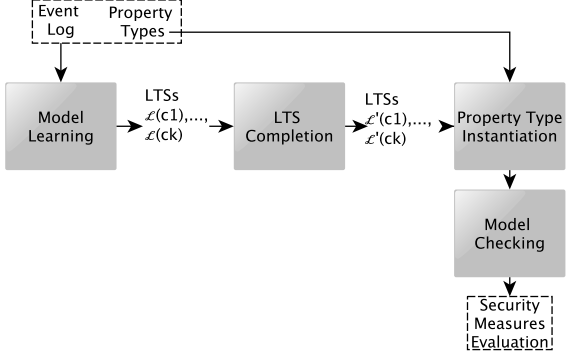 Event Log
Property Types
Model Learning
LTSs
ℒ(c1),...,
ℒ(ck)
LTS Completion
LTSs
ℒ'(c1),...,
ℒ'(ck)
Property Type Instantiation
Model Checking
Security Measures Evaluation